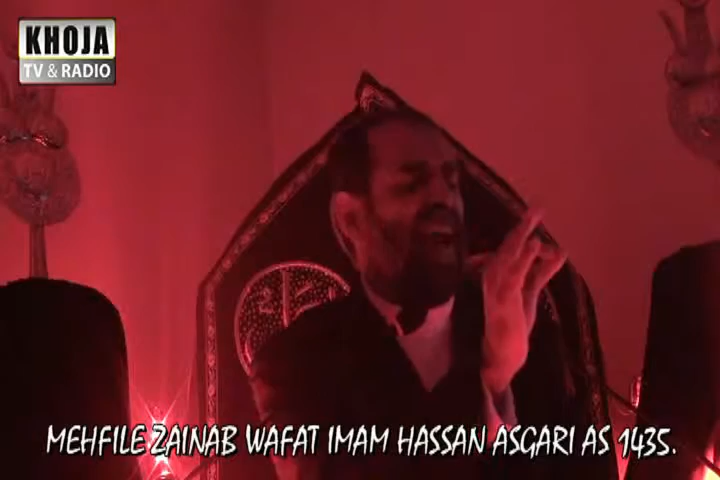 KHOJA
TV & RADIO
MEHFILE ZAINAB WAFAT IMAM HASSAN ASGARI AS 1435.